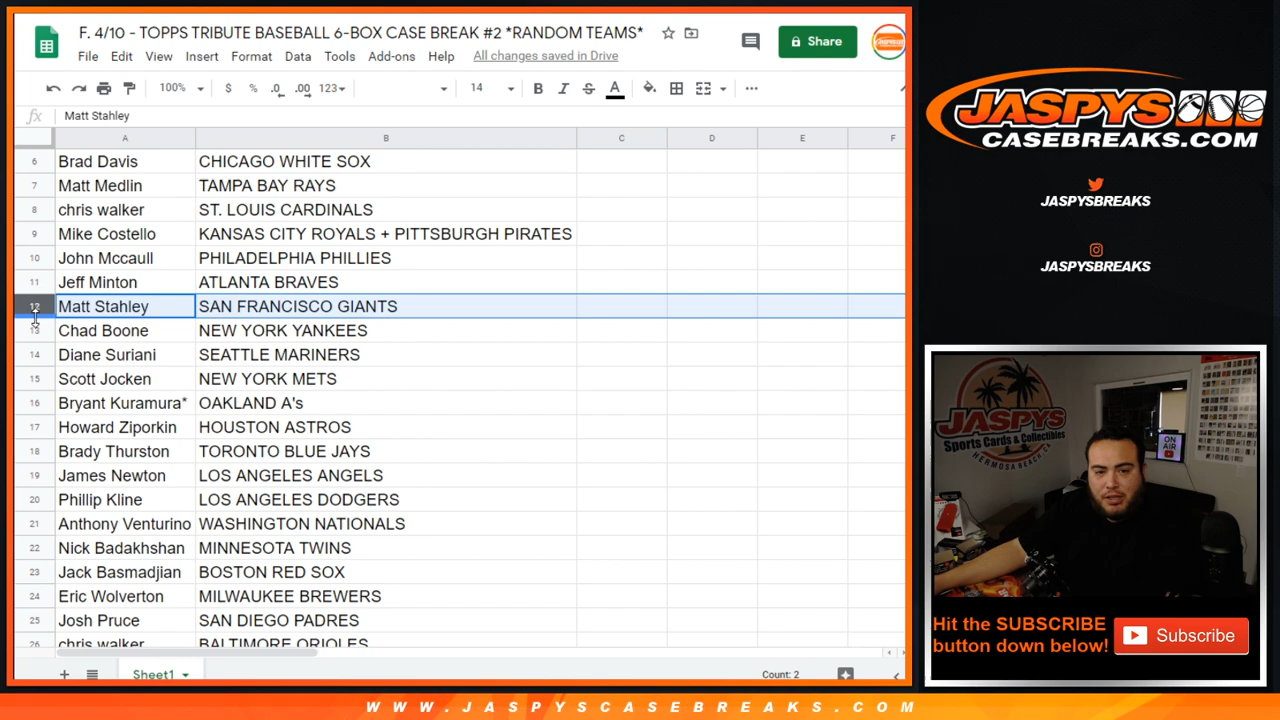 F. 4/10 - TOPPS TRIBUTE BASEBALL 6-BOX CASE BREAK #2 *RANDOM TEAMS*
File Edit View Insert Format Data Tools Add-ons Help All changes saved in Drive
Share
100% $ % .0 .00 123 14 B I S A
fx Matt Stahley
A B C D E F
6 Brad Davis CHICAGO WHITE SOX
7 Matt Medlin TAMPA BAY RAYS
8 chris walker ST. LOUIS CARDINALS
9 Mike Costello KANSAS CITY ROYALS + PITTSBURGH PIRATES
10 John Mccaull PHILADELPHIA PHILLIES
11 Jeff Minton ATLANTA BRAVES
12 Matt Stahley SAN FRANCISCO GIANTS
13 Chad Boone NEW YORK YANKEES
14 Diane Suriani SEATTLE MARINERS
15 Scott Jocken NEW YORK METS
16 Bryant Kuramura* OAKLAND A's
17 Howard Ziporkin HOUSTON ASTROS
18 Brady Thurston TORONTO BLUE JAYS
19 James Newton LOS ANGELES ANGELS
20 Phillip Kline LOS ANGELES DODGERS
21 Anthony Venturino WASHINGTON NATIONALS
22 Nick Badakhshan MINNESOTA TWINS
23 Jack Basmadjian BOSTON RED SOX
24 Eric Wolverton MILWAUKEE BREWERS
25 Josh Pruce SAN DIEGO PADRES
26 chris walker BALTIMORE ORIOLES
Sheet1
Count: 2
JASPYS
CASEBREAKS.COM
JASPYSBREAKS
JASPYSBREAKS
JASPYS
Sports Cards & Collectibles
HERMOSA BEACH, CA
ON
AIR
Hit the SUBSCRIBE
button down below!
Subscribe
WWW.JASPYSCASEBREAKS.COM